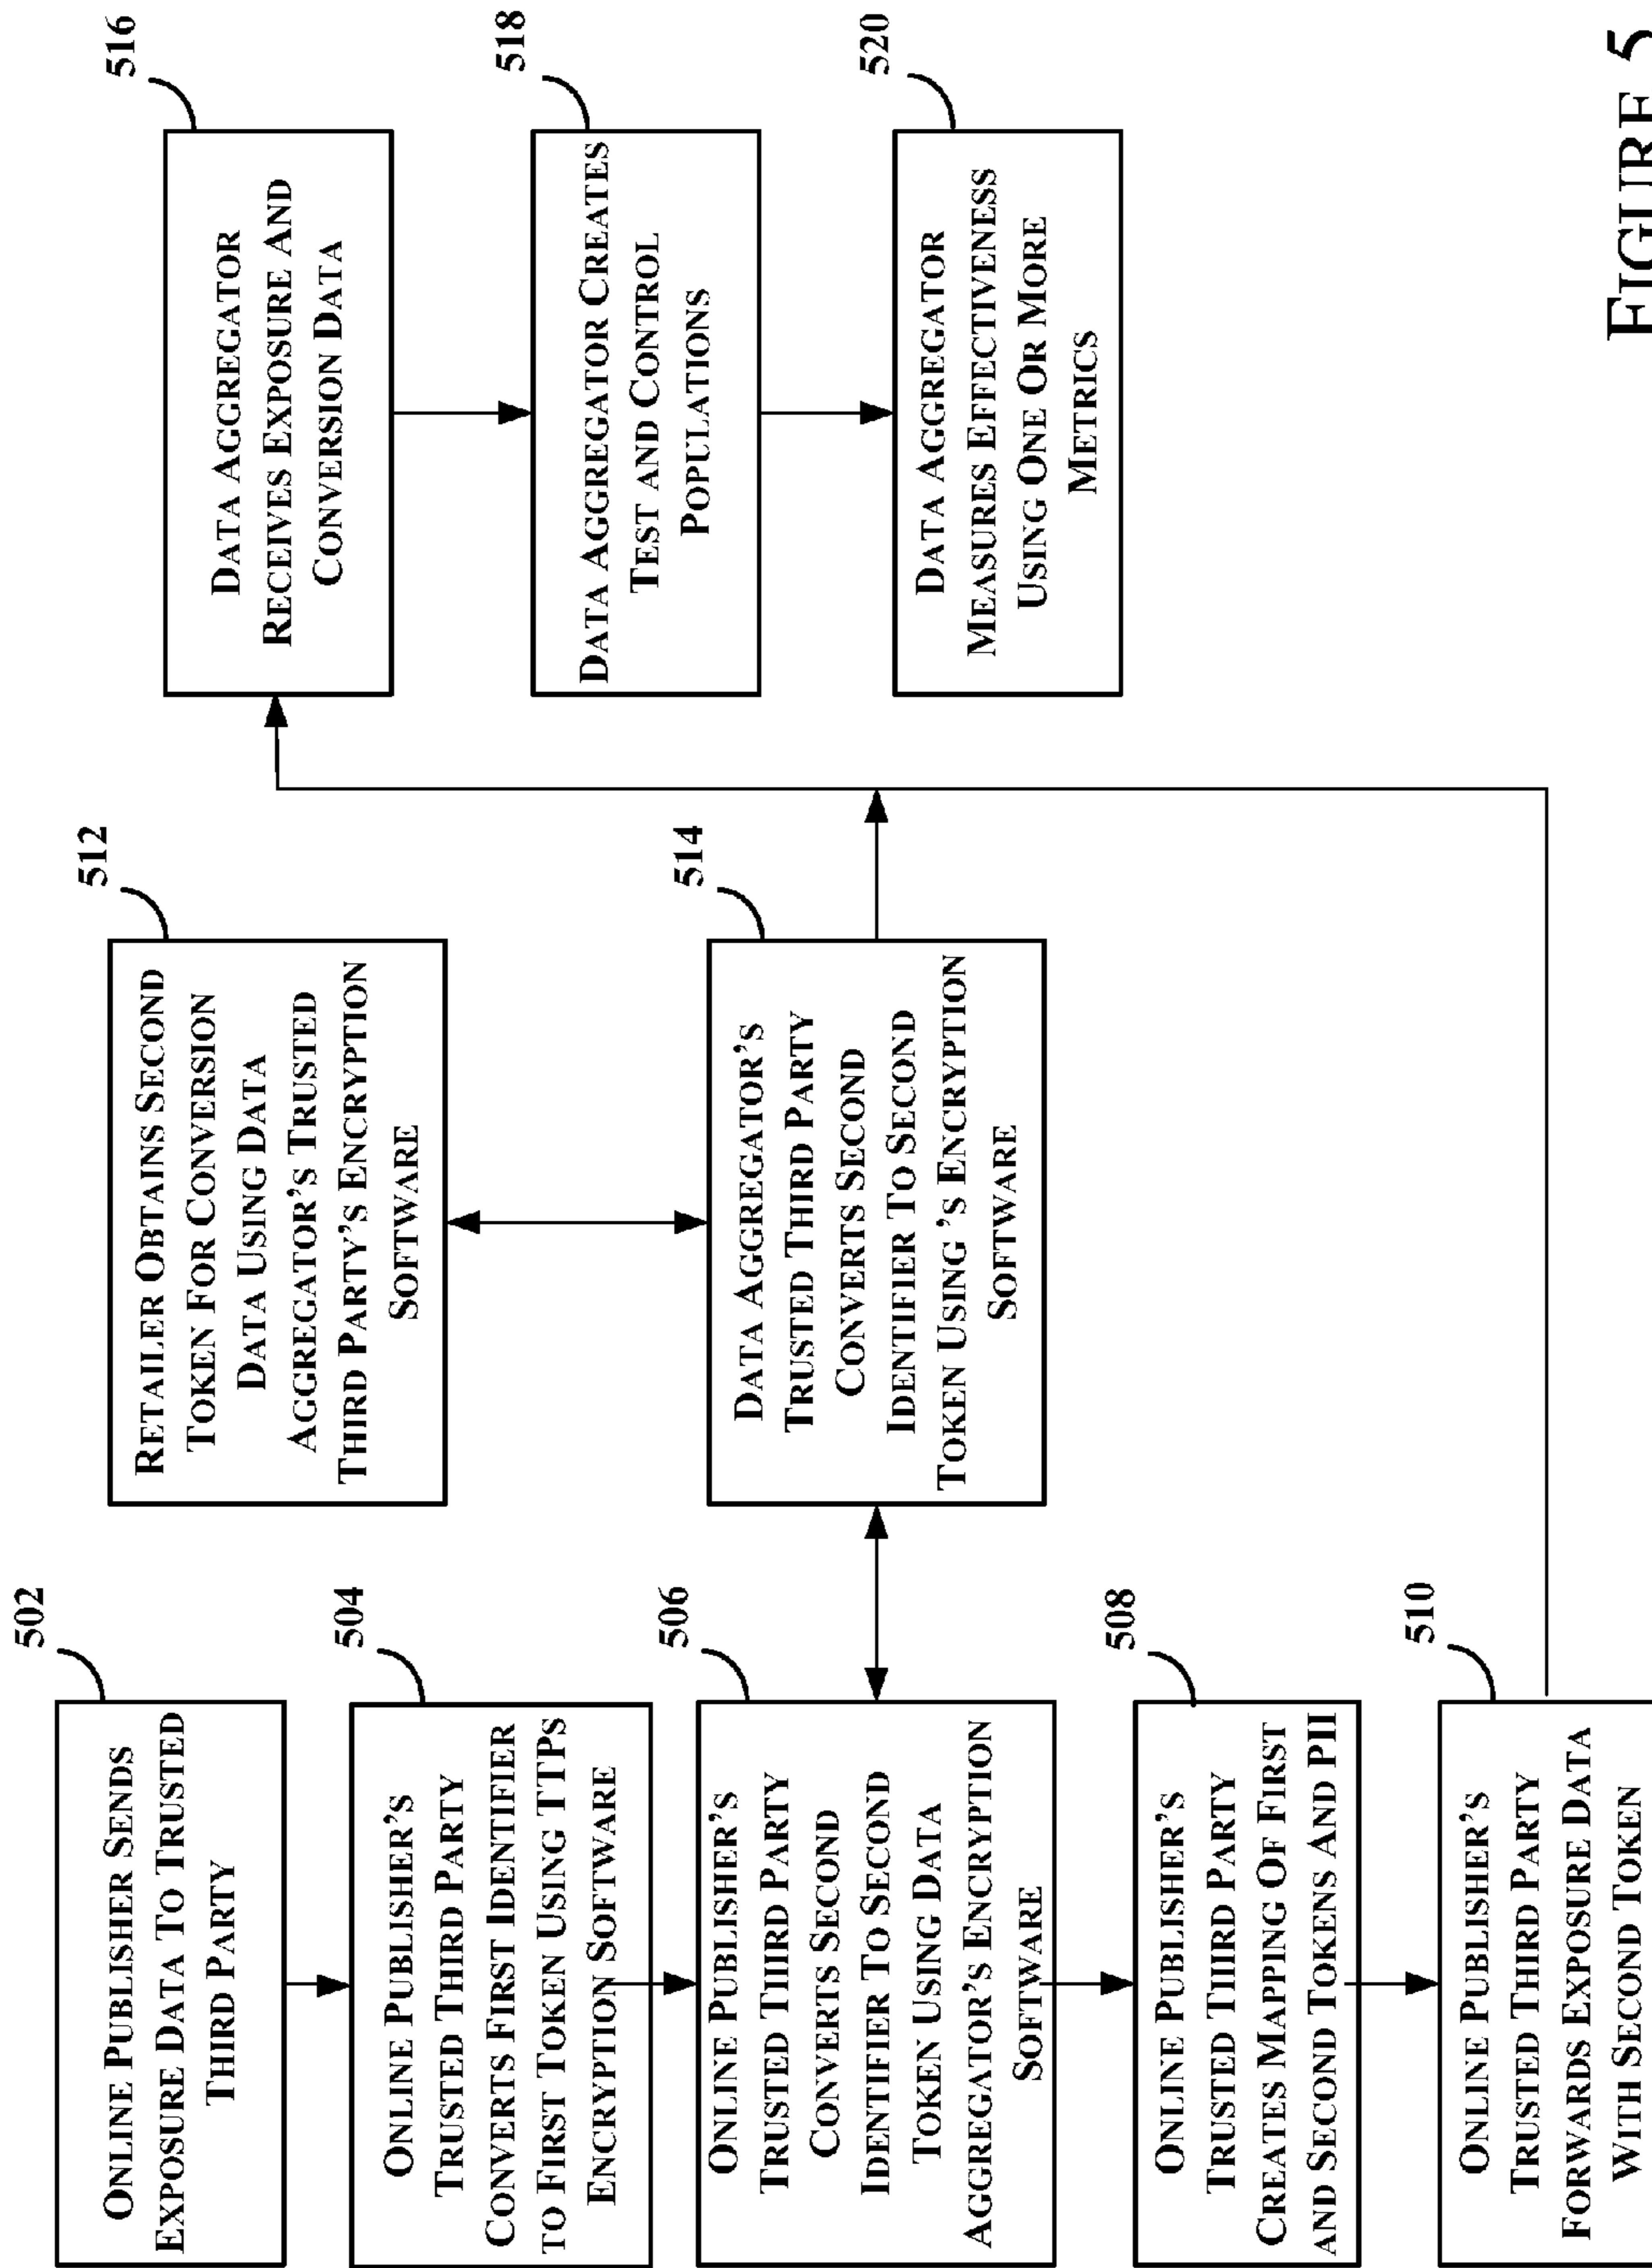 502
ONLINE PUBLISHER SENDS
EXPOSURE DATA TO TRUSTED
THIRD PARTY
504
ONLINE PUBLISHER'S
TRUSTED THIRD PARTY
CONVERTS FIRST IDENTIFIER
TO FIRST TOKEN USING TTPS
ENCRYPTION SOFTWARE
506
ONLINE PUBLISHER'S
TRUSTED THIRD PARTY
CONVERTS SECOND
IDENTIFIER TO SECOND
TOKEN USING DATA
AGGREGATOR'S ENCRYPTION
SOFTWARE
508
ONLINE PUBLISHER'S
TRUSTED THIRD PARTY
CREATES MAPPING OF FIRST
AND SECOND TOKENS AND PII
510
ONLINE PUBLISHER'S
TRUSTED THIRD PARTY
FORWARDS EXPOSURE DATA
WITH SECOND TOKEN
512
RETAILER OBTAINS SECOND
TOKEN FOR CONVERSION
DATA USING DATA
AGGREGATOR'S TRUSTED
THIRD PARTY'S ENCRYPTION
SOFTWARE
514
DATA AGGREGATOR'S
TRUSTED THIRD PARTY
CONVERTS SECOND
IDENTIFIER TO SECOND
TOKEN USING 'S ENCRYPTION
SOFTWARE
516
DATA AGGREGATOR
RECEIVES EXPOSURE AND
CONVERSION DATA
518
DATA AGGREGATOR CREATES
TEST AND CONTROL
POPULATIONS
520
DATA AGGREGATOR
MEASURES EFFECTIVENESS
USING ONE OR MORE
METRICS
FIGURE 5